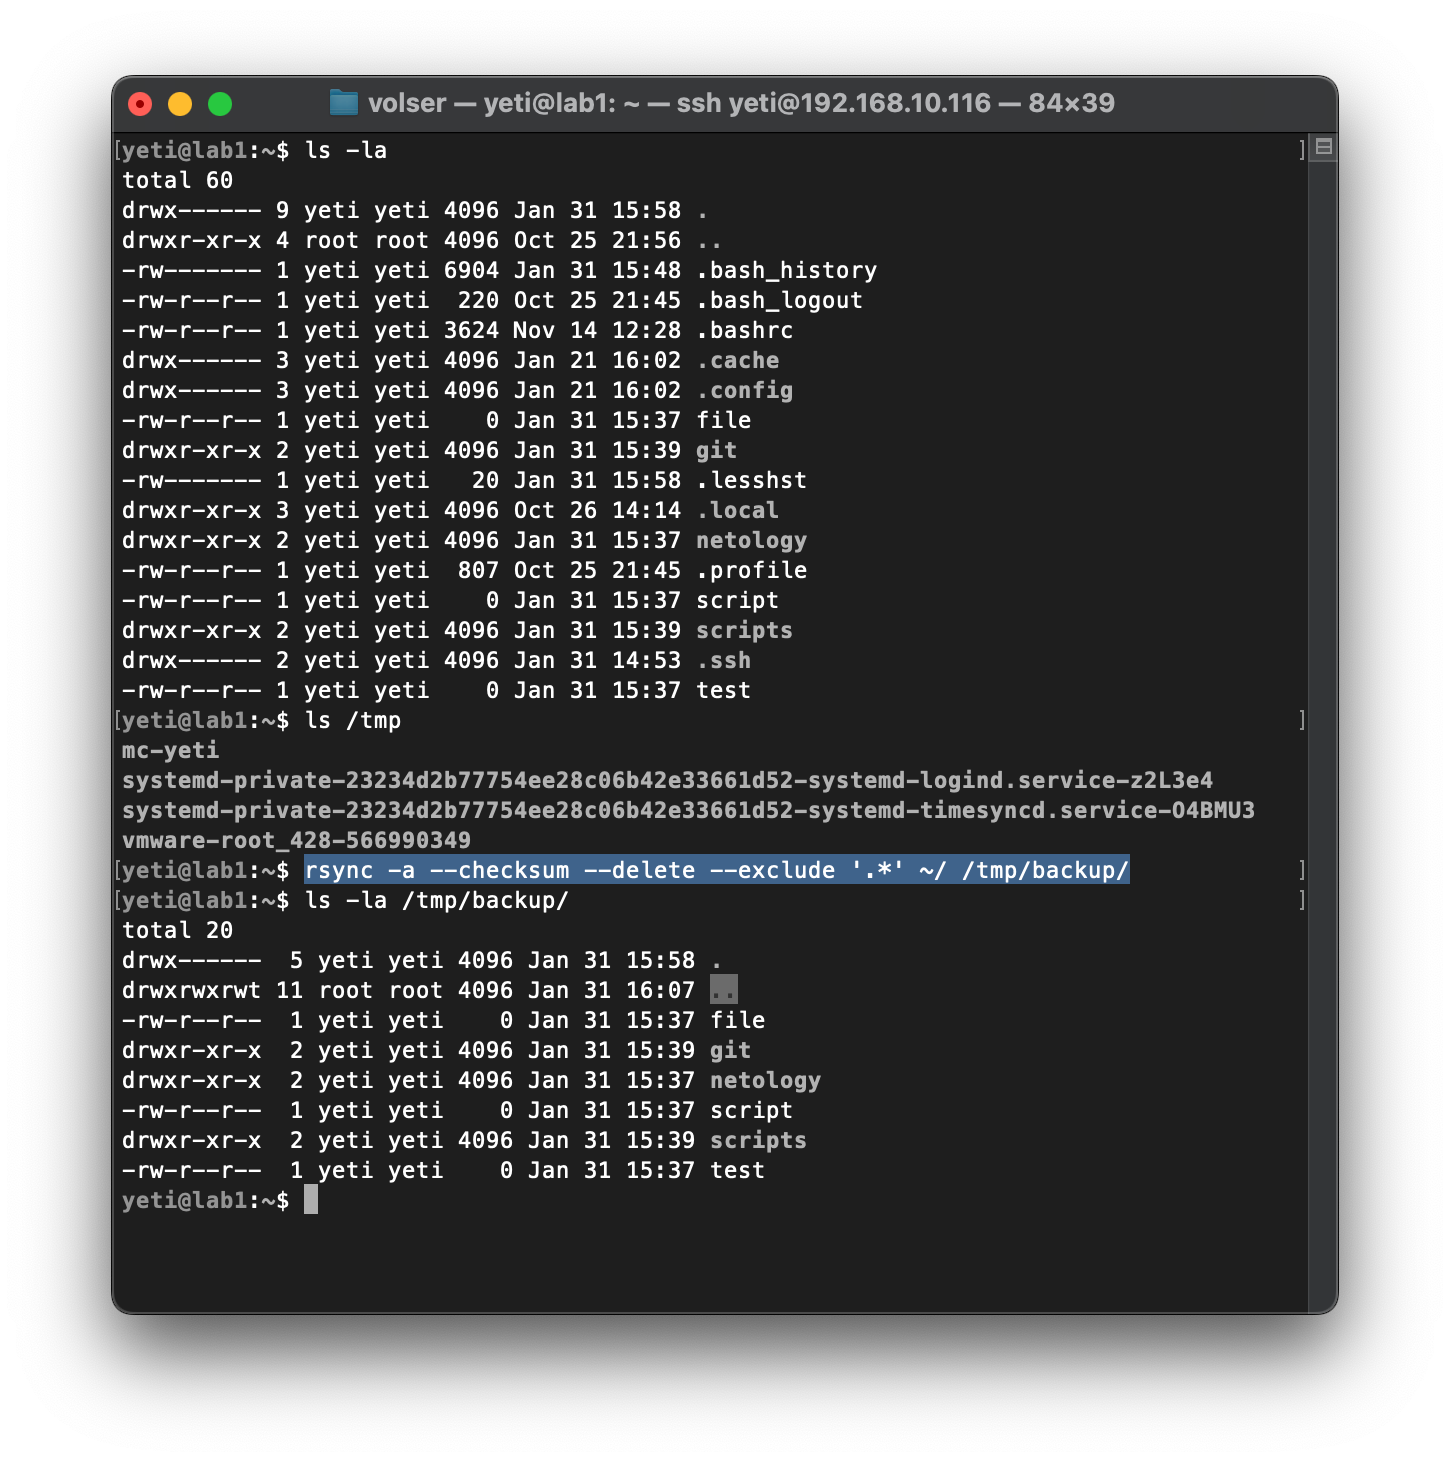 volser — yeti@lab1: ~ — ssh yeti@192.168.10.116 — 84×39
[yeti@lab1:~$ ls -la ]
total 60
drwx------ 9 yeti yeti 4096 Jan 31 15:58 .
drwxr-xr-x 4 root root 4096 Oct 25 21:56 ..
-rw------- 1 yeti yeti 6904 Jan 31 15:48 .bash_history
-rw-r--r-- 1 yeti yeti  220 Oct 25 21:45 .bash_logout
-rw-r--r-- 1 yeti yeti 3624 Nov 14 12:28 .bashrc
drwx------ 3 yeti yeti 4096 Jan 21 16:02 .cache
drwx------ 3 yeti yeti 4096 Jan 21 16:02 .config
-rw-r--r-- 1 yeti yeti    0 Jan 31 15:37 file
drwxr-xr-x 2 yeti yeti 4096 Jan 31 15:39 git
-rw------- 1 yeti yeti   20 Jan 31 15:58 .lesshst
drwxr-xr-x 3 yeti yeti 4096 Oct 26 14:14 .local
drwxr-xr-x 2 yeti yeti 4096 Jan 31 15:37 netology
-rw-r--r-- 1 yeti yeti  807 Oct 25 21:45 .profile
-rw-r--r-- 1 yeti yeti    0 Jan 31 15:37 script
drwxr-xr-x 2 yeti yeti 4096 Jan 31 15:39 scripts
drwx------ 2 yeti yeti 4096 Jan 31 14:53 .ssh
-rw-r--r-- 1 yeti yeti    0 Jan 31 15:37 test
[yeti@lab1:~$ ls /tmp ]
mc-yeti
systemd-private-23234d2b77754ee28c06b42e33661d52-systemd-logind.service-z2L3e4
systemd-private-23234d2b77754ee28c06b42e33661d52-systemd-timesyncd.service-O4BMU3
vmware-root_428-566990349
[yeti@lab1:~$ rsync -a --checksum --delete --exclude '.*' ~/ /tmp/backup/ ]
[yeti@lab1:~$ ls -la /tmp/backup/ ]
total 20
drwx------  5 yeti yeti 4096 Jan 31 15:58 .
drwxrwxrwt 11 root root 4096 Jan 31 16:07 ..
-rw-r--r--  1 yeti yeti    0 Jan 31 15:37 file
drwxr-xr-x  2 yeti yeti 4096 Jan 31 15:39 git
drwxr-xr-x  2 yeti yeti 4096 Jan 31 15:37 netology
-rw-r--r--  1 yeti yeti    0 Jan 31 15:37 script
drwxr-xr-x  2 yeti yeti 4096 Jan 31 15:39 scripts
-rw-r--r--  1 yeti yeti    0 Jan 31 15:37 test
yeti@lab1:~$